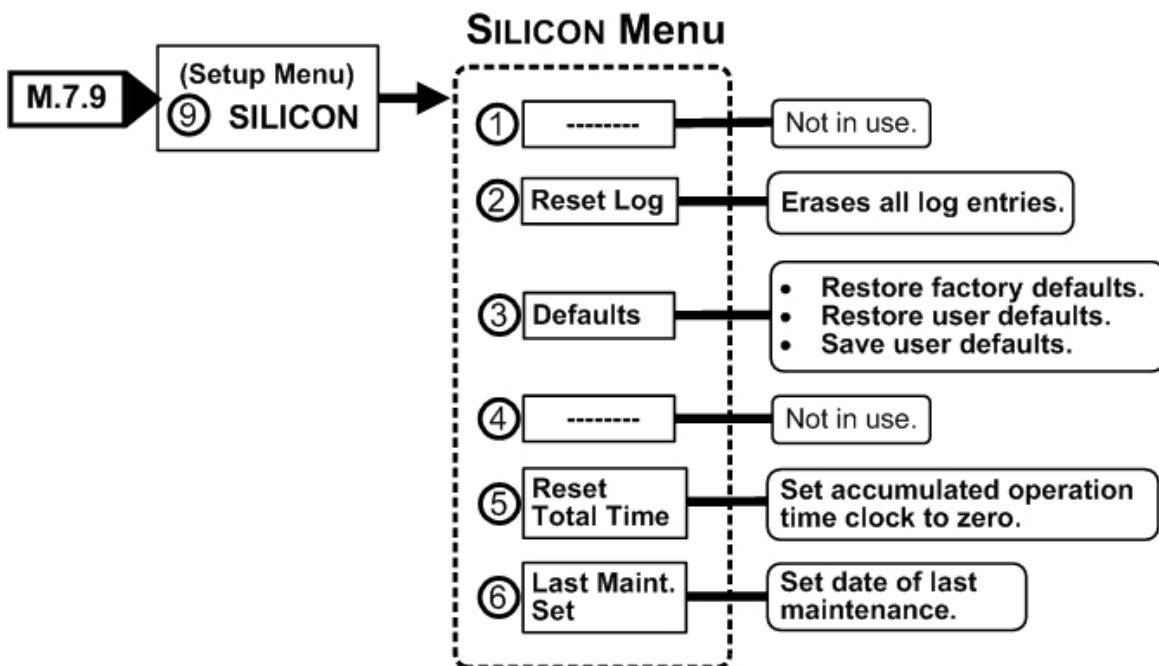 SILICON Menu
M.7.9
(Setup Menu)
⑨ SILICON
① --------
Not in use.
② Reset Log
Erases all log entries.
③ Defaults
• Restore factory defaults.
• Restore user defaults.
• Save user defaults.
④ --------
Not in use.
⑤ Reset
Total Time
Set accumulated operation
time clock to zero.
⑥ Last Maint.
Set
Set date of last
maintenance.